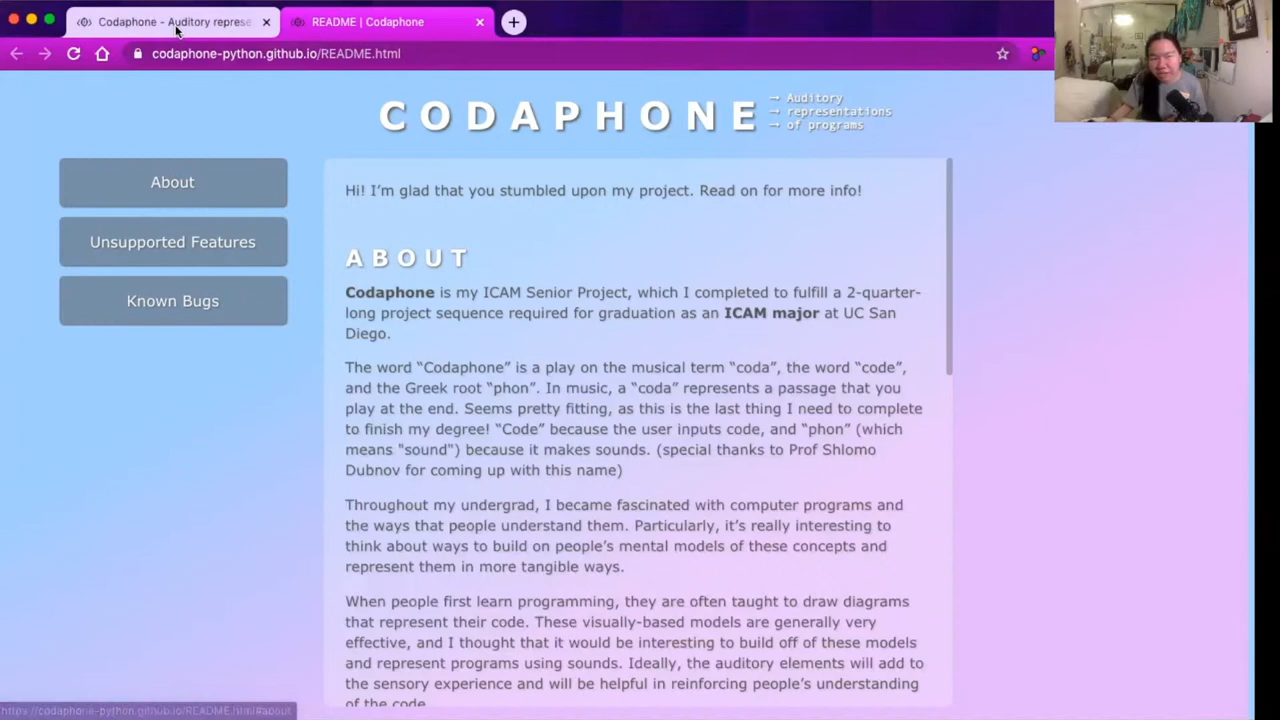 Codaphone - Auditory represe
README | Codaphone
codaphone-python.github.io/README.html
CODAPHONE
→ Auditory
→ representations
→ of programs
About
Unsupported Features
Known Bugs
Hi! I'm glad that you stumbled upon my project. Read on for more info!
ABOUT
Codaphone is my ICAM Senior Project, which I completed to fulfill a 2-quarter-
long project sequence required for graduation as an ICAM major at UC San
Diego.
The word “Codaphone” is a play on the musical term “coda”, the word “code”,
and the Greek root “phon”. In music, a “coda” represents a passage that you
play at the end. Seems pretty fitting, as this is the last thing I need to complete
to finish my degree! “Code” because the user inputs code, and “phon” (which
means "sound") because it makes sounds. (special thanks to Prof Shlomo
Dubnov for coming up with this name)
Throughout my undergrad, I became fascinated with computer programs and
the ways that people understand them. Particularly, it’s really interesting to
think about ways to build on people’s mental models of these concepts and
represent them in more tangible ways.
When people first learn programming, they are often taught to draw diagrams
that represent their code. These visually-based models are generally very
effective, and I thought that it would be interesting to build off of these models
and represent programs using sounds. Ideally, the auditory elements will add to
the sensory experience and will be helpful in reinforcing people’s understanding
of the code.
https://codaphone-python.github.io/README.html#about